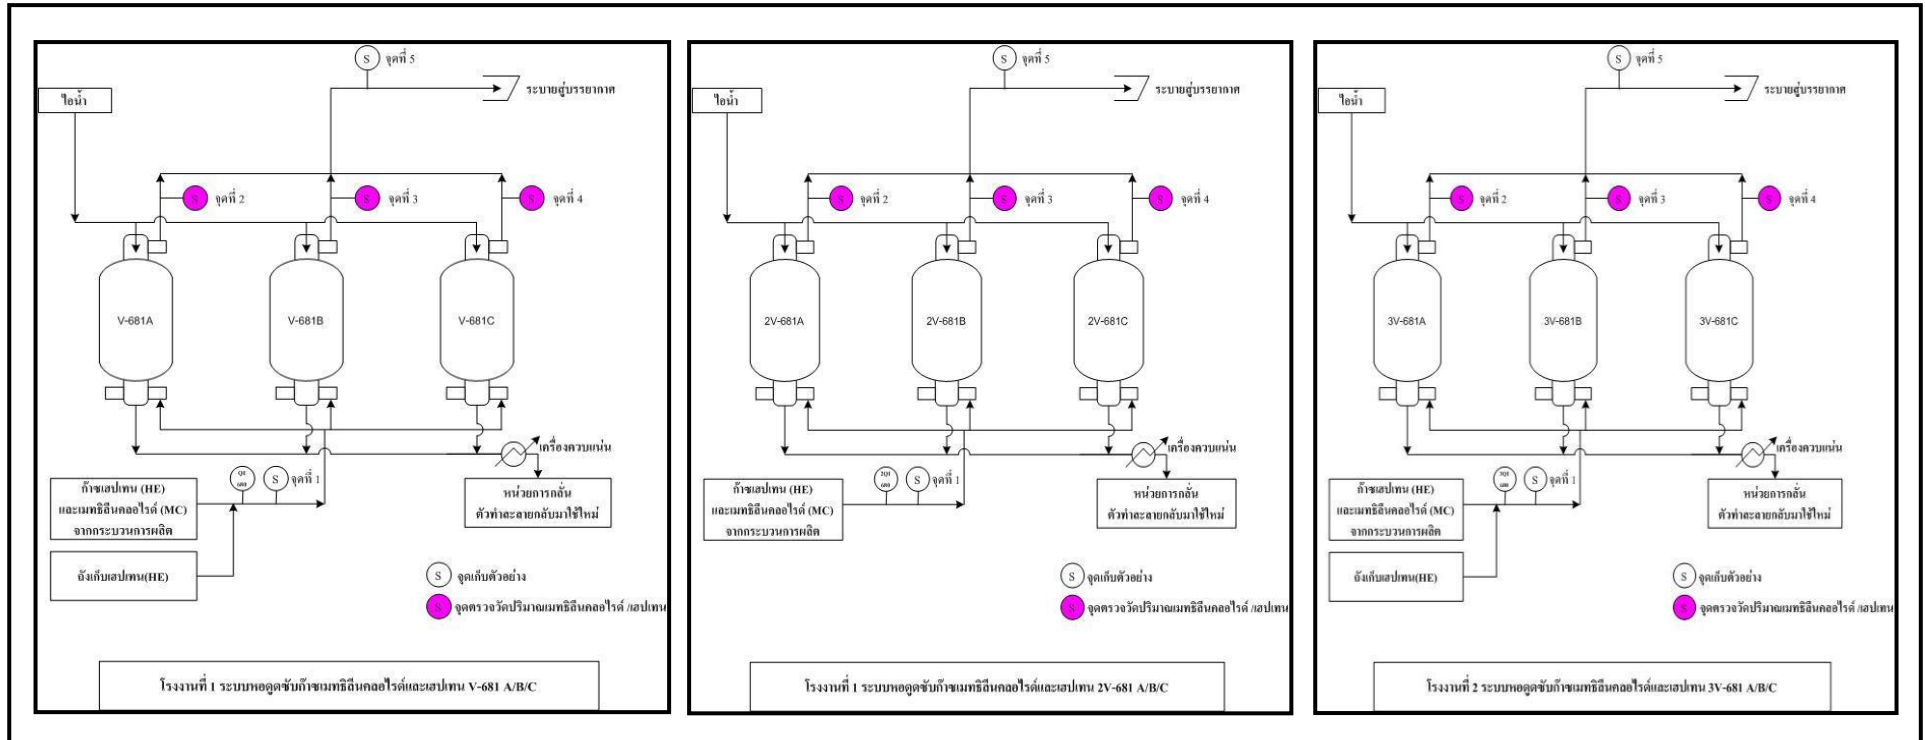 จุดที่ 5
ไอน้ำ
ระบายสู่บรรยากาศ
จุดที่ 2
จุดที่ 3
จุดที่ 4
V-681A
V-681B
V-681C
เครื่องควบแน่น
QI
680
จุดที่ 1
ก๊าซเฮปเทน (HE)
และเมทธิลีนคลอไรด์ (MC)
จากกระบวนการผลิต
หน่วยการกลั่น
ตัวทำละลายกลับมาใช้ใหม่
ถังเก็บเฮปเทน(HE)
S จุดเก็บตัวอย่าง
S จุดตรวจวัดปริมาณเมทธิลีนคลอไรด์ /เฮปเทน
โรงงานที่ 1 ระบบหอดูดซับก๊าซเมทธิลีนคลอไรด์และเฮปเทน V-681 A/B/C
จุดที่ 5
ไอน้ำ
ระบายสู่บรรยากาศ
จุดที่ 2
จุดที่ 3
จุดที่ 4
2V-681A
2V-681B
2V-681C
เครื่องควบแน่น
2QI
680
จุดที่ 1
ก๊าซเฮปเทน (HE)
และเมทธิลีนคลอไรด์ (MC)
จากกระบวนการผลิต
หน่วยการกลั่น
ตัวทำละลายกลับมาใช้ใหม่
S จุดเก็บตัวอย่าง
S จุดตรวจวัดปริมาณเมทธิลีนคลอไรด์ /เฮปเทน
โรงงานที่ 1 ระบบหอดูดซับก๊าซเมทธิลีนคลอไรด์และเฮปเทน 2V-681 A/B/C
จุดที่ 5
ไอน้ำ
ระบายสู่บรรยากาศ
จุดที่ 2
จุดที่ 3
จุดที่ 4
3V-681A
3V-681B
3V-681C
เครื่องควบแน่น
3QI
680
จุดที่ 1
ก๊าซเฮปเทน (HE)
และเมทธิลีนคลอไรด์ (MC)
จากกระบวนการผลิต
หน่วยการกลั่น
ตัวทำละลายกลับมาใช้ใหม่
ถังเก็บเฮปเทน(HE)
S จุดเก็บตัวอย่าง
S จุดตรวจวัดปริมาณเมทธิลีนคลอไรด์ /เฮปเทน
โรงงานที่ 2 ระบบหอดูดซับก๊าซเมทธิลีนคลอไรด์และเฮปเทน 3V-681 A/B/C